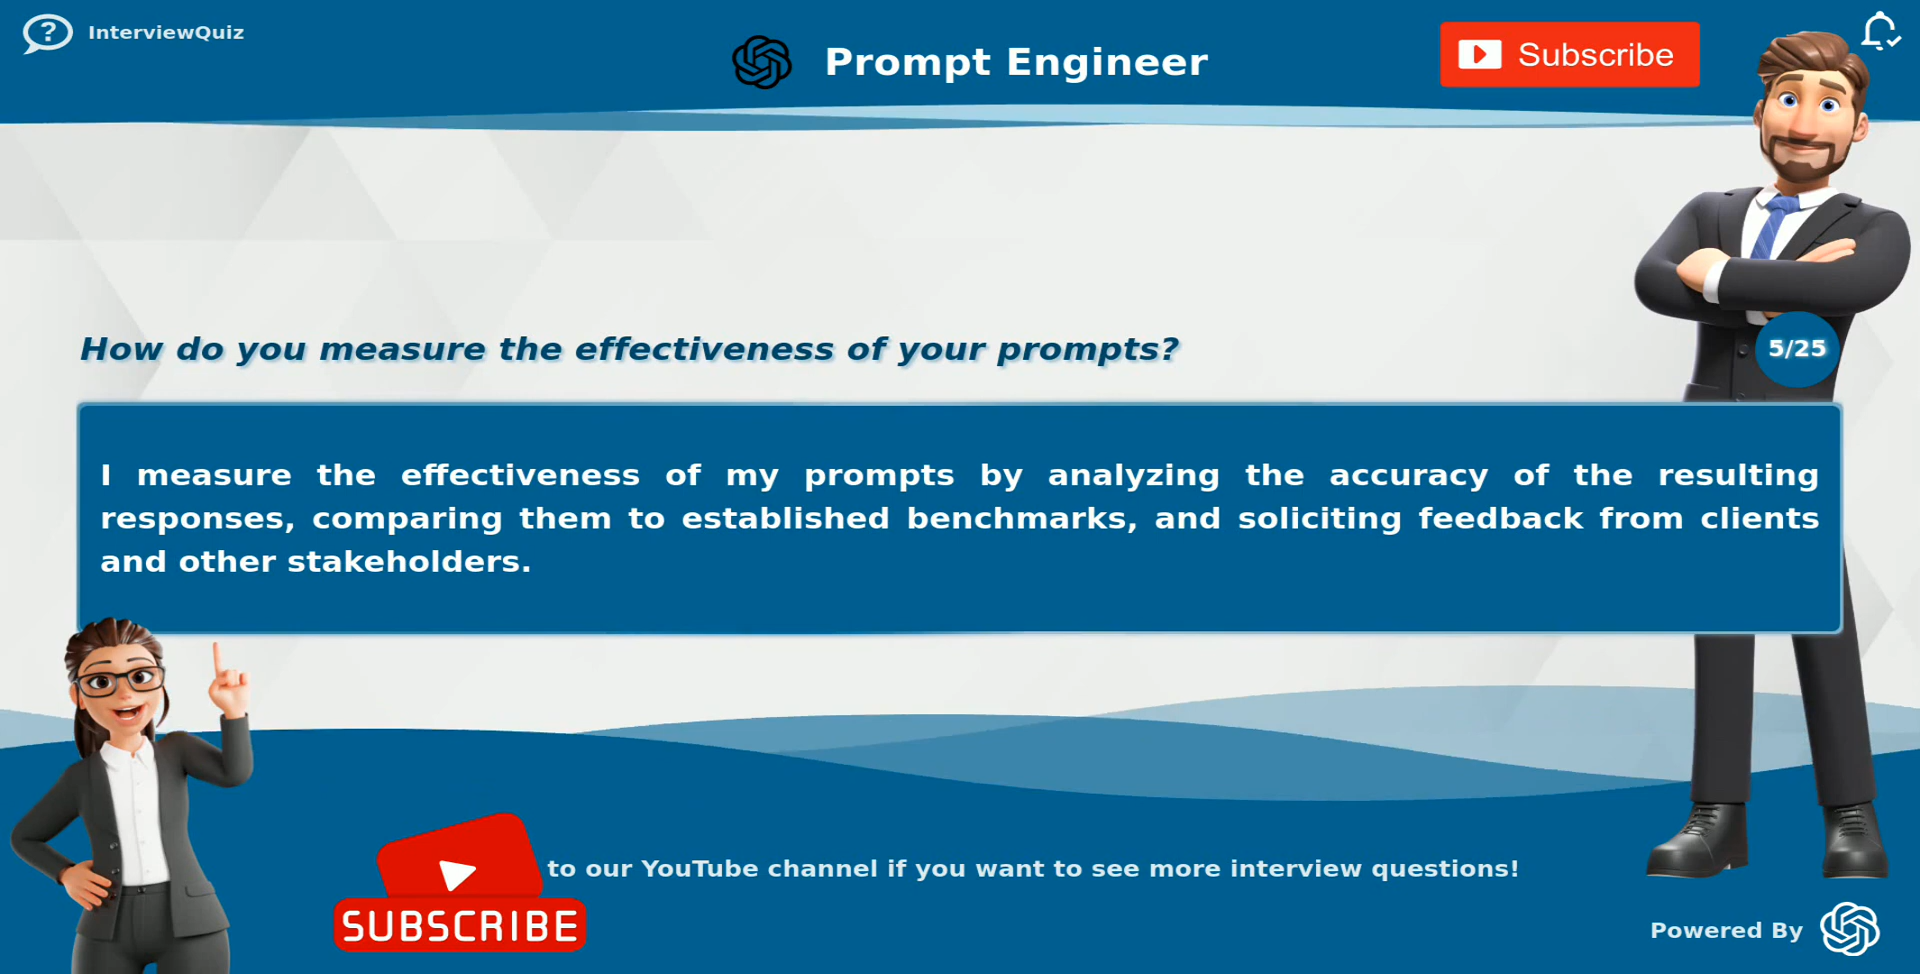 InterviewQuiz
Prompt Engineer
Subscribe
How do you measure the effectiveness of your prompts?
5/25
I measure the effectiveness of my prompts by analyzing the accuracy of the resulting
responses, comparing them to established benchmarks, and soliciting feedback from clients
and other stakeholders.
to our YouTube channel if you want to see more interview questions!
SUBSCRIBE
Powered By